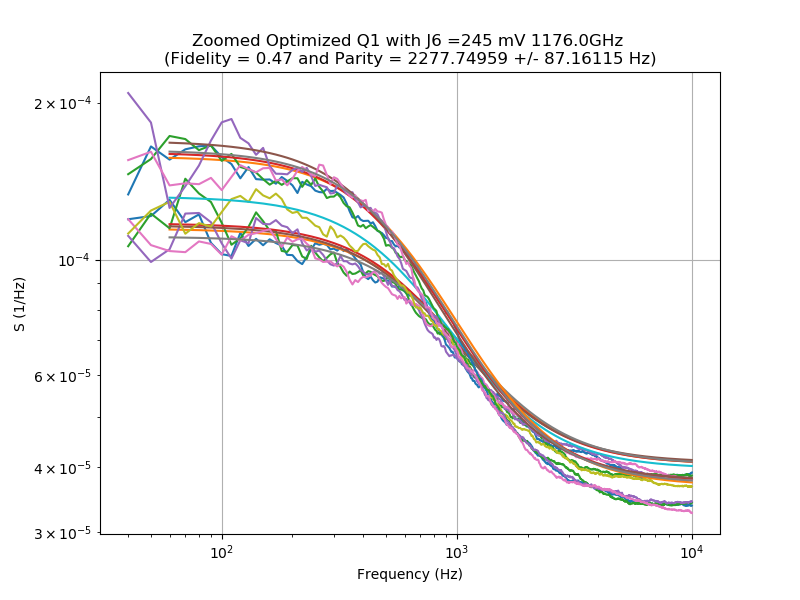 Zoomed Optimized Q1 with J6 =245 mV 1176.0GHz
(Fidelity = 0.47 and Parity = 2277.74959 +/- 87.16115 Hz)
S (1/Hz)
2 × 10⁻⁴
10⁻⁴
6 × 10⁻⁵
4 × 10⁻⁵
3 × 10⁻⁵
10² 10³ 10⁴
Frequency (Hz)